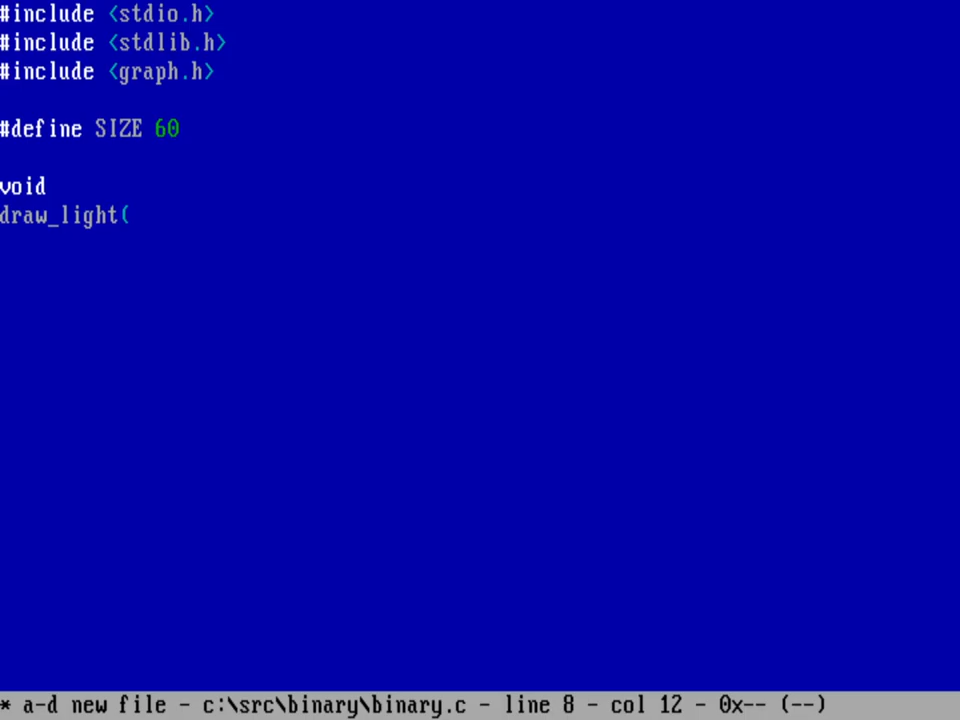 #include <stdio.h>
#include <stdlib.h>
#include <graph.h>
#define SIZE 60
void
draw_light(
* a-d new file - c:\src\binary\binary.c - line 8 - col 12 - 0x-- (--)